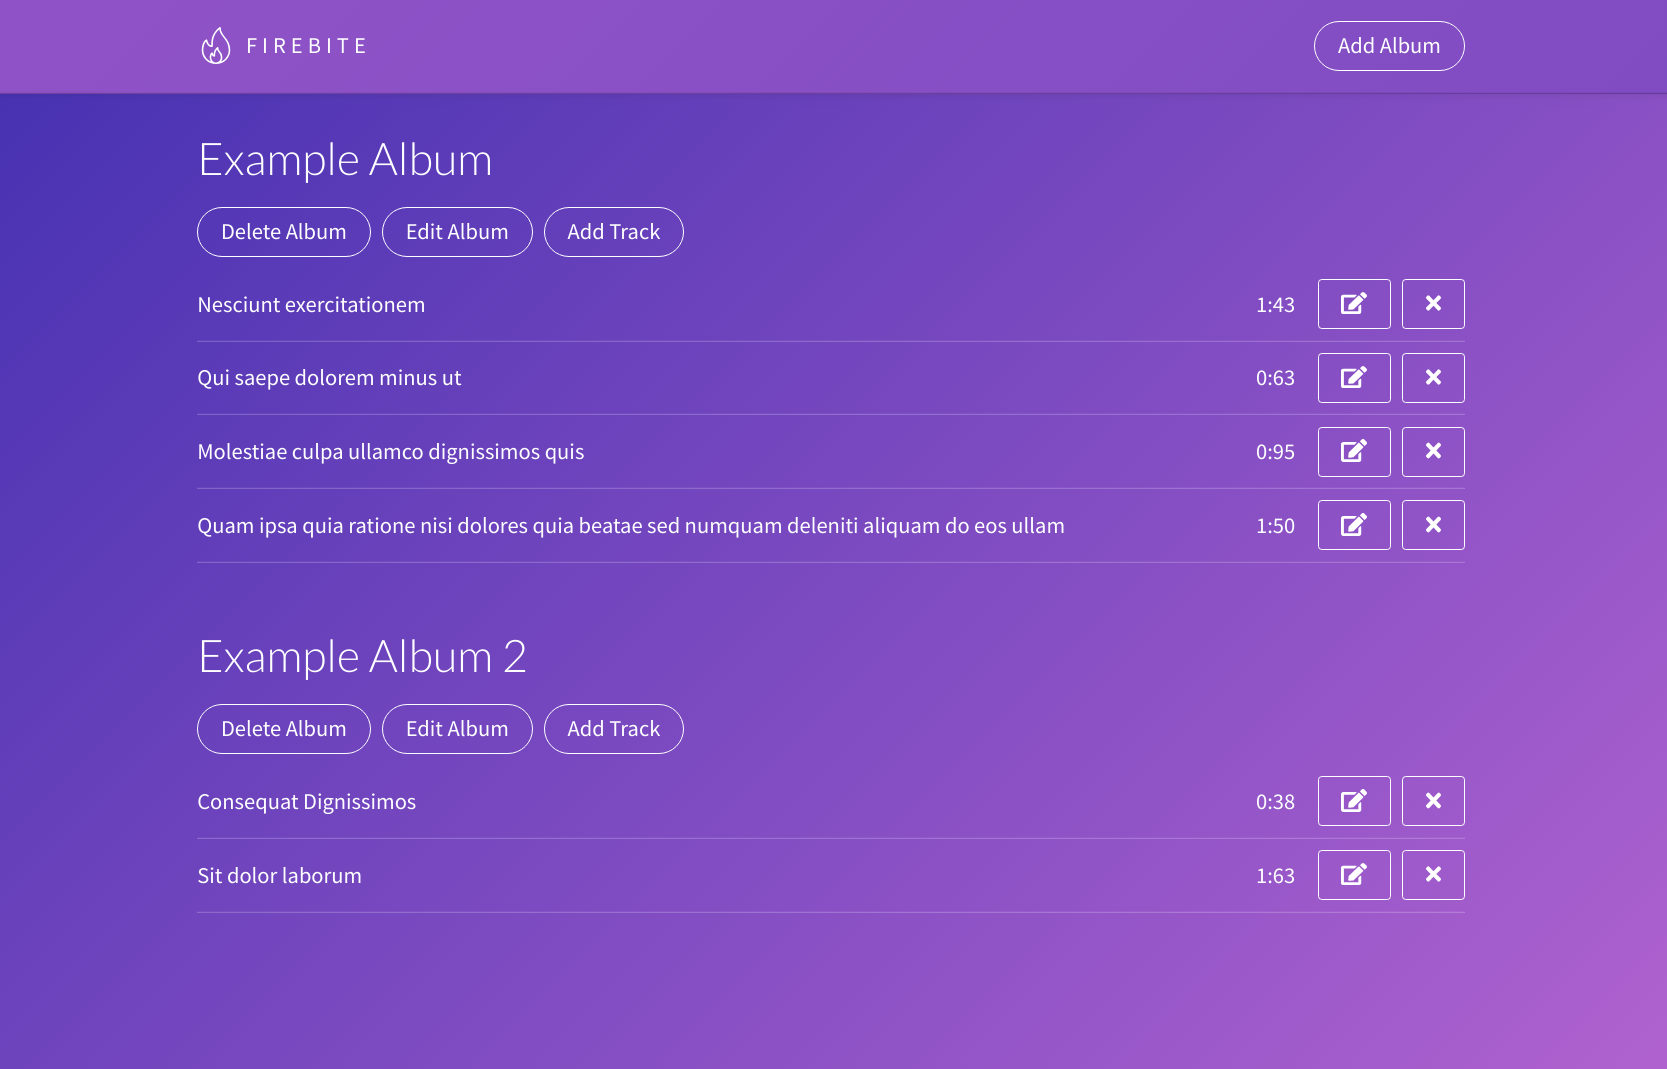 FIREBITE
Add Album
Example Album
Delete Album Edit Album Add Track
Nesciunt exercitationem 1:43
Qui saepe dolorem minus ut 0:63
Molestiae culpa ullamco dignissimos quis 0:95
Quam ipsa quia ratione nisi dolores quia beatae sed numquam deleniti aliquam do eos ullam 1:50
Example Album 2
Delete Album Edit Album Add Track
Consequat Dignissimos 0:38
Sit dolor laborum 1:63